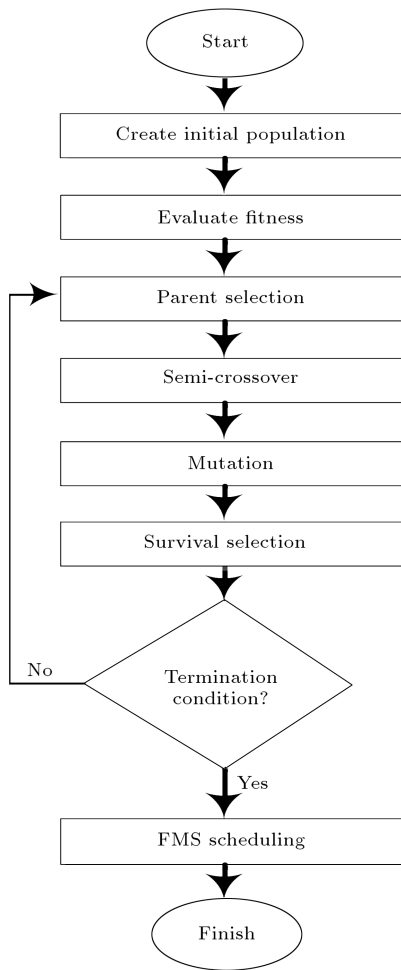 Start
Create initial population
Evaluate fitness
Parent selection
Semi-crossover
Mutation
Survival selection
No
Termination
condition?
Yes
FMS scheduling
Finish